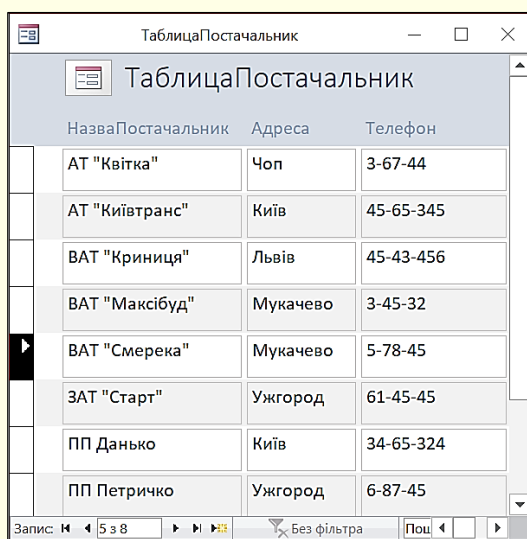 ТаблицаПостачальник
ТаблицаПостачальник
НазваПостачальник Адреса Телефон
АТ "Квітка" Чоп 3-67-44
АТ "Київтранс" Київ 45-65-345
ВАТ "Криниця" Львів 45-43-456
ВАТ "Максібуд" Мукачево 3-45-32
ВАТ "Смерека" Мукачево 5-78-45
ЗАТ "Старт" Ужгород 61-45-45
ПП Данько Київ 34-65-324
ПП Петричко Ужгород 6-87-45
Запис: 5 з 8 Без фільтра Пош